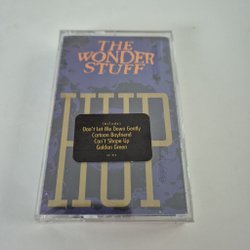 THE
WONDER
STUFF
HUP
Includes
Don't Let Me Down Gently
Cartoon Boyfriend
Can't Shape Up
Golden Green